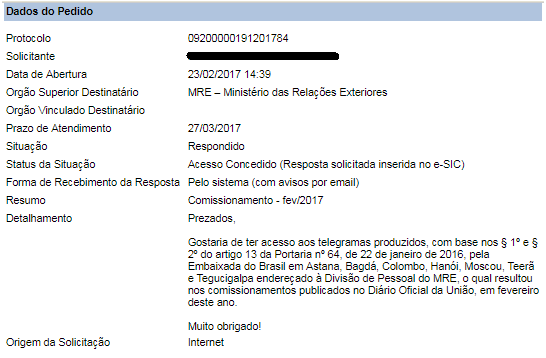 Dados do Pedido
Protocolo 09200000191201784
Solicitante
Data de Abertura 23/02/2017 14:39
Orgão Superior Destinatário MRE – Ministério das Relações Exteriores
Orgão Vinculado Destinatário
Prazo de Atendimento 27/03/2017
Situação Respondido
Status da Situação Acesso Concedido (Resposta solicitada inserida no e-SIC)
Forma de Recebimento da Resposta Pelo sistema (com avisos por email)
Resumo Comissionamento - fev/2017
Detalhamento Prezados,
Gostaria de ter acesso aos telegramas produzidos, com base nos § 1º e §
2º do artigo 13 da Portaria nº 64, de 22 de janeiro de 2016, pela
Embaixada do Brasil em Astana, Bagdá, Colombo, Hanói, Moscou, Teerã
e Tegucigalpa endereçado à Divisão de Pessoal do MRE, o qual resultou
nos comissionamentos publicados no Diário Oficial da União, em fevereiro
deste ano.
Muito obrigado!
Origem da Solicitação Internet